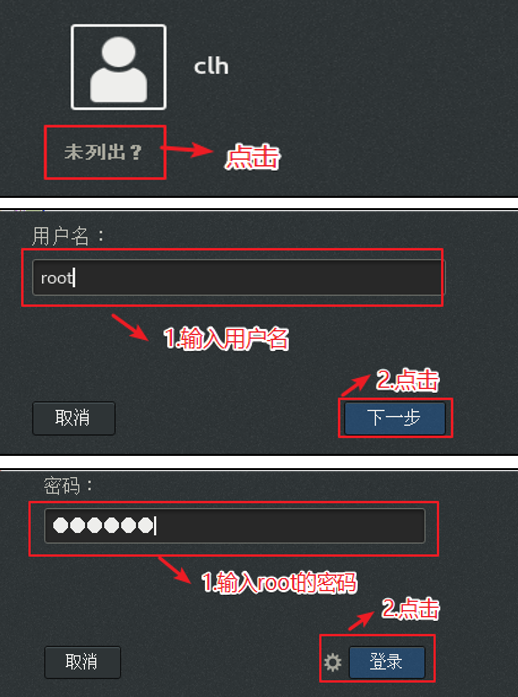 clh
未列出？
点击
用户名：
root
1.输入用户名
2.点击
取消
下一步
密码：
●●●●●●
1.输入root的密码
2.点击
取消
登录